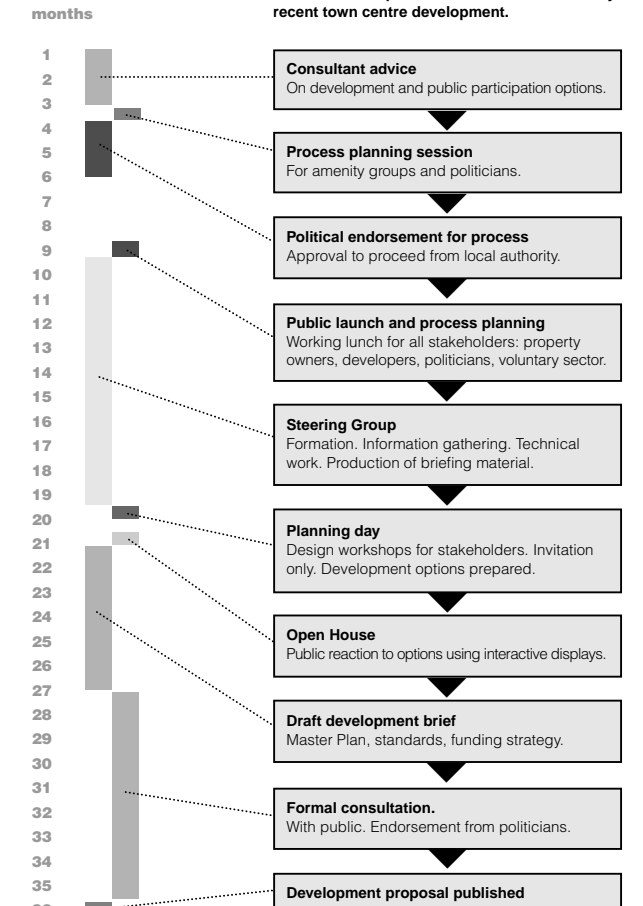 months
recent town centre development.
1
2
3
4
5
6
7
8
9
10
11
12
13
14
15
16
17
18
19
20
21
22
23
24
25
26
27
28
29
30
31
32
33
34
35
Consultant advice
On development and public participation options.
Process planning session
For amenity groups and politicians.
Political endorsement for process
Approval to proceed from local authority.
Public launch and process planning
Working lunch for all stakeholders: property
owners, developers, politicians, voluntary sector.
Steering Group
Formation. Information gathering. Technical
work. Production of briefing material.
Planning day
Design workshops for stakeholders. Invitation
only. Development options prepared.
Open House
Public reaction to options using interactive displays.
Draft development brief
Master Plan, standards, funding strategy.
Formal consultation.
With public. Endorsement from politicians.
Development proposal published